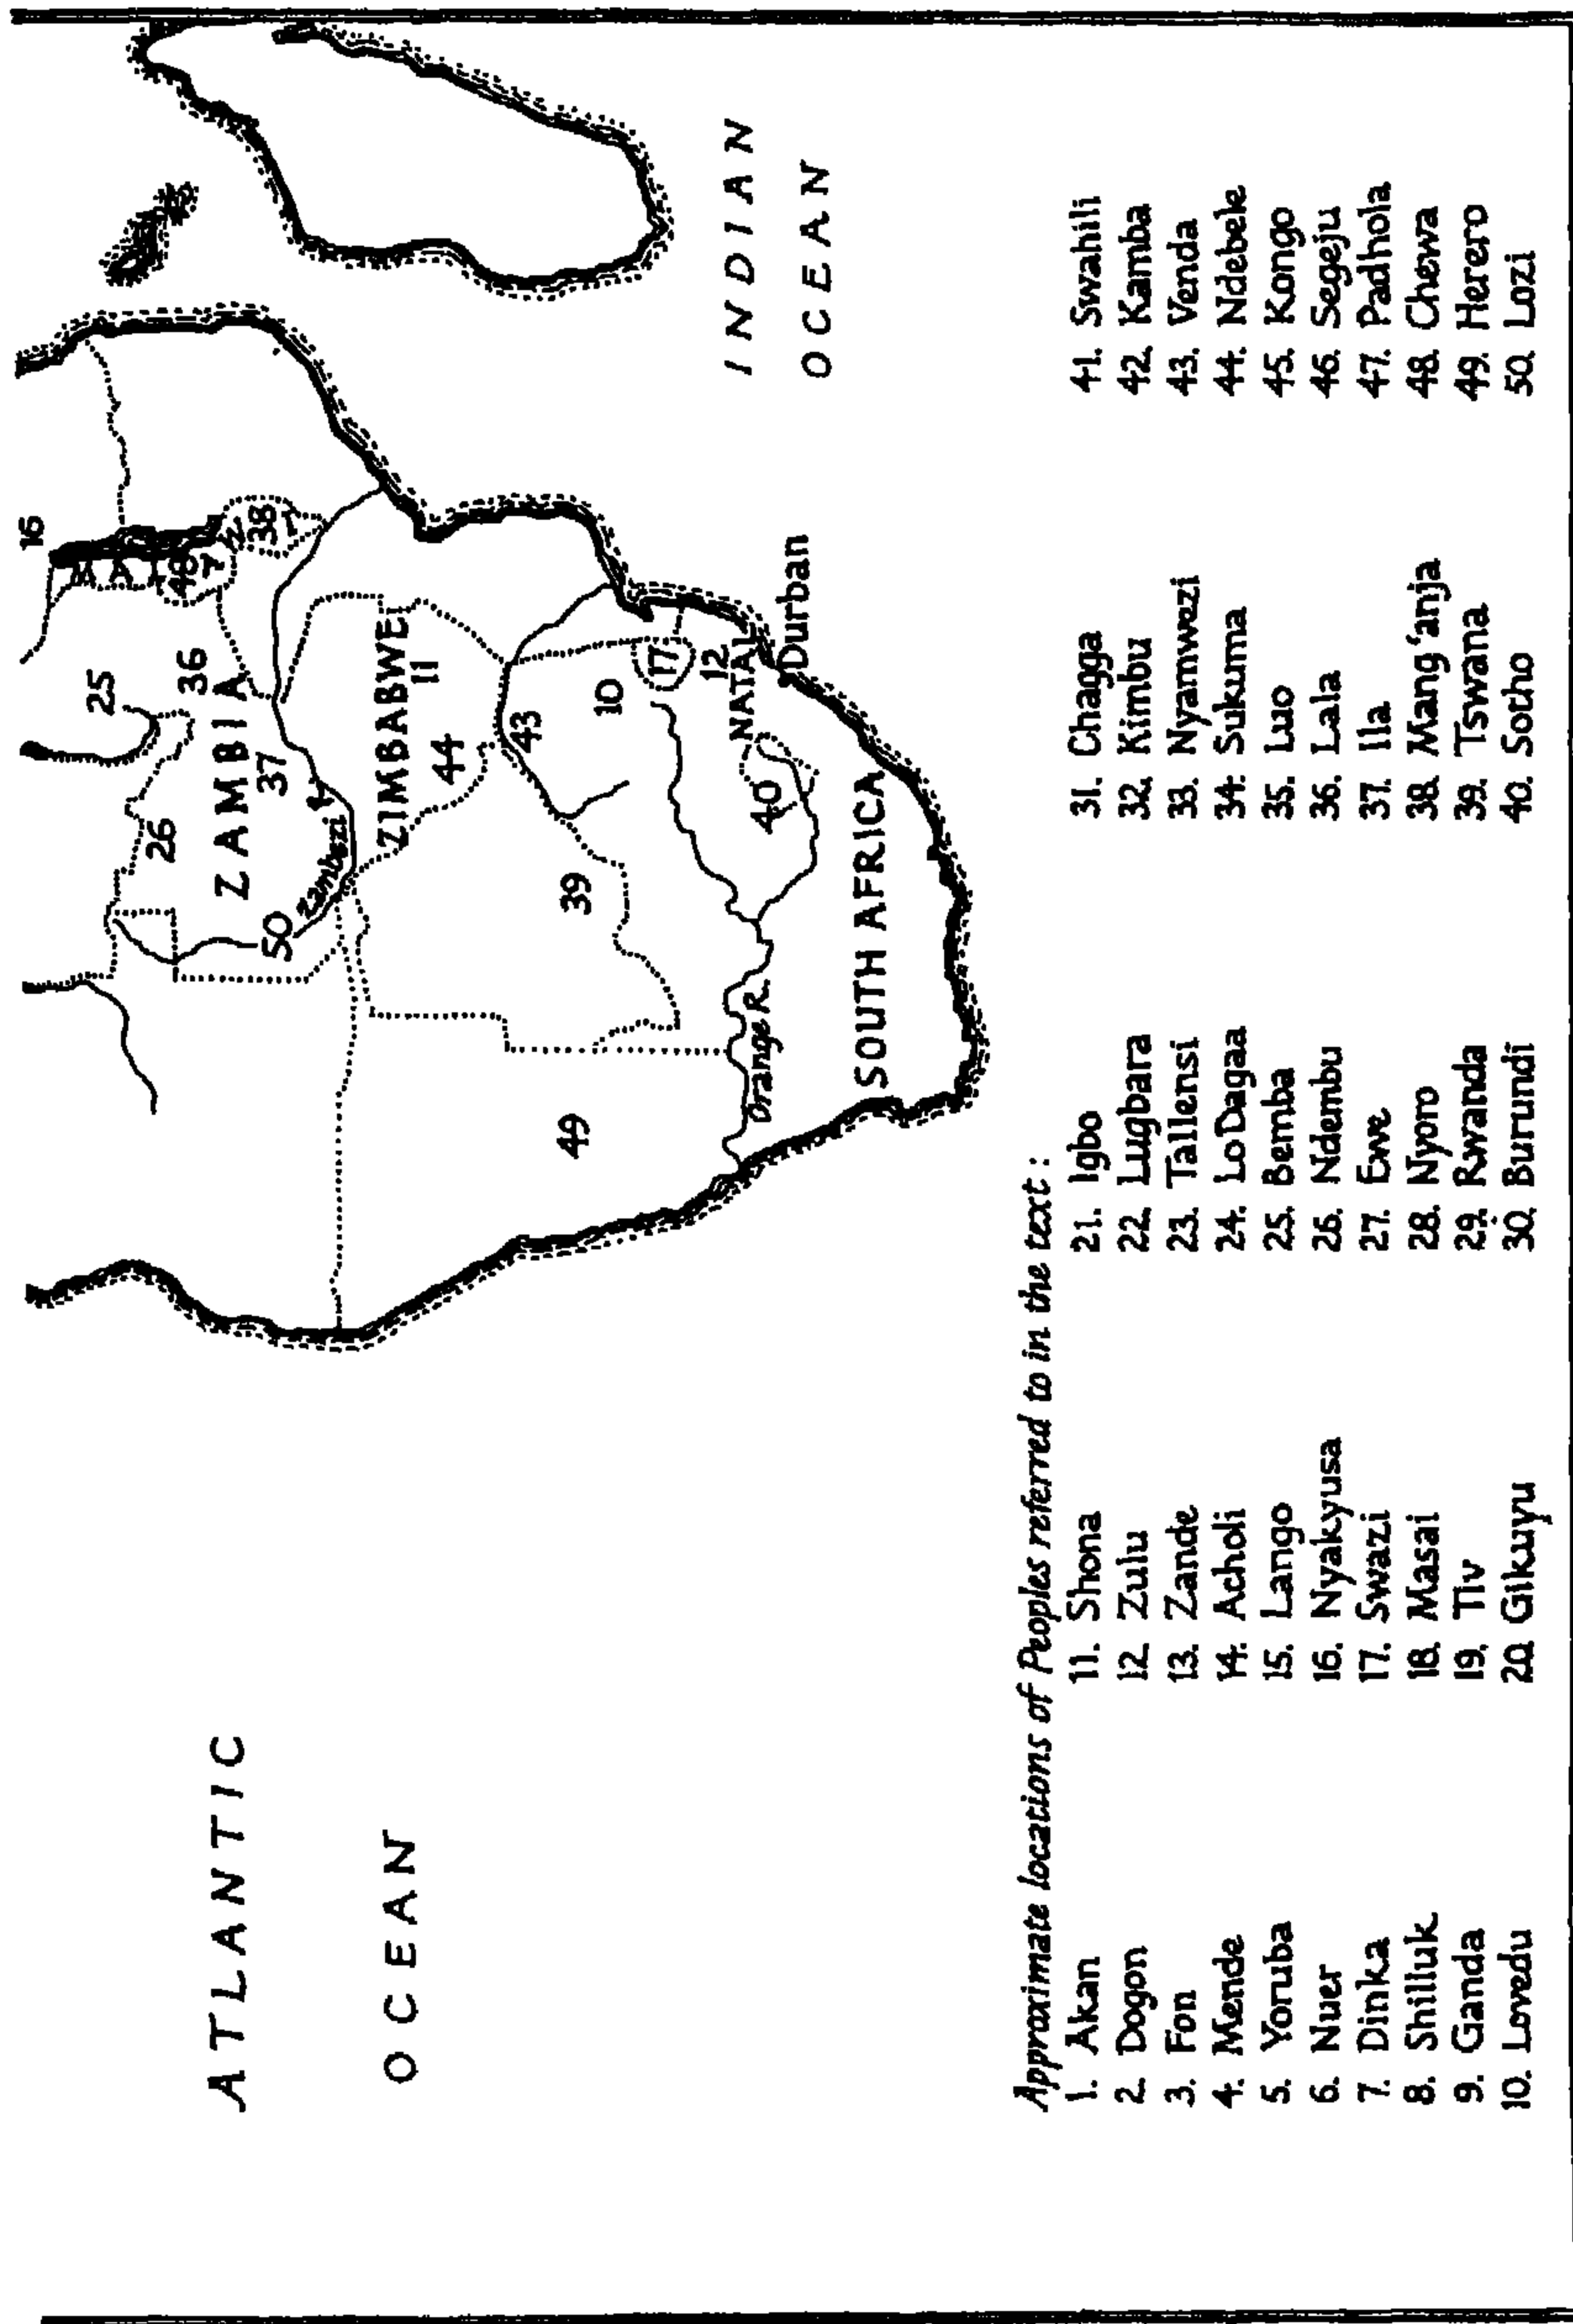 16
25
26
MALAWI
48
36
ATLANTIC
OCEAN
ZAMBIA
38
37
50
Zambezi
ZIMBABWE
11
44
43
49
39
10
17
12
NATAL
INDIAN
OCEAN
Orange R.
40
Durban
SOUTH AFRICA
Approximate locations of Peoples referred to in the text:
1. Akan
2. Dogon
3. Fon
4. Mende
5. Yoruba
6. Nuer
7. Dinka
8. Shilluk
9. Ganda
10. Lovedu
11. Shona
12. Zulu
13. Zande
14. Acholi
15. Lango
16. Nyakyusa
17. Swazi
18. Masai
19. Tiv
20. Gikuyu
21. Igbo
22. Lugbara
23. Tallensi
24. LoDagaa
25. Bemba
26. Ndembu
27. Ewe
28. Nyoro
29. Rwanda
30. Burundi
31. Chagga
32. Kimbu
33. Nyamwezi
34. Sukuma
35. Luo
36. Lala
37. Ila
38. Mang'anja
39. Tswana
40. Sotho
41. Swahili
42. Kamba
43. Venda
44. Ndebele
45. Kongo
46. Segeju
47. Padhola
48. Chewa
49. Herero
50. Lozi